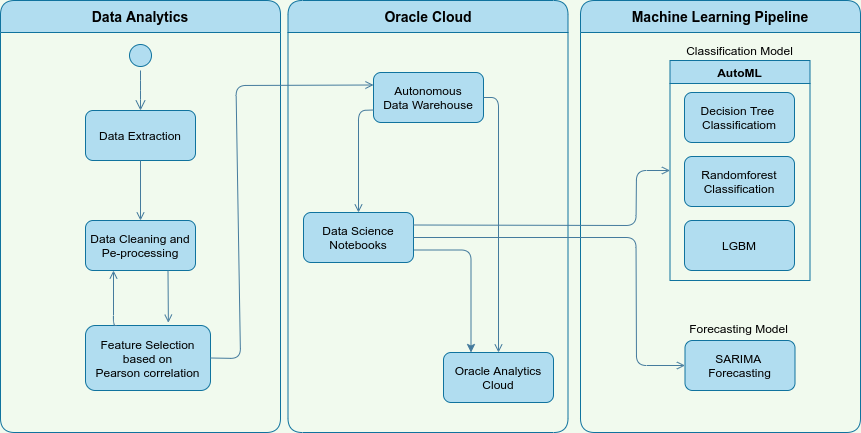 Data Analytics
Data Extraction
Data Cleaning and
Pe-processing
Feature Selection
based on
Pearson correlation
Oracle Cloud
Autonomous
Data Warehouse
Data Science
Notebooks
Oracle Analytics
Cloud
Machine Learning Pipeline
Classification Model
AutoML
Decision Tree
Classificatiom
Randomforest
Classification
LGBM
Forecasting Model
SARIMA
Forecasting